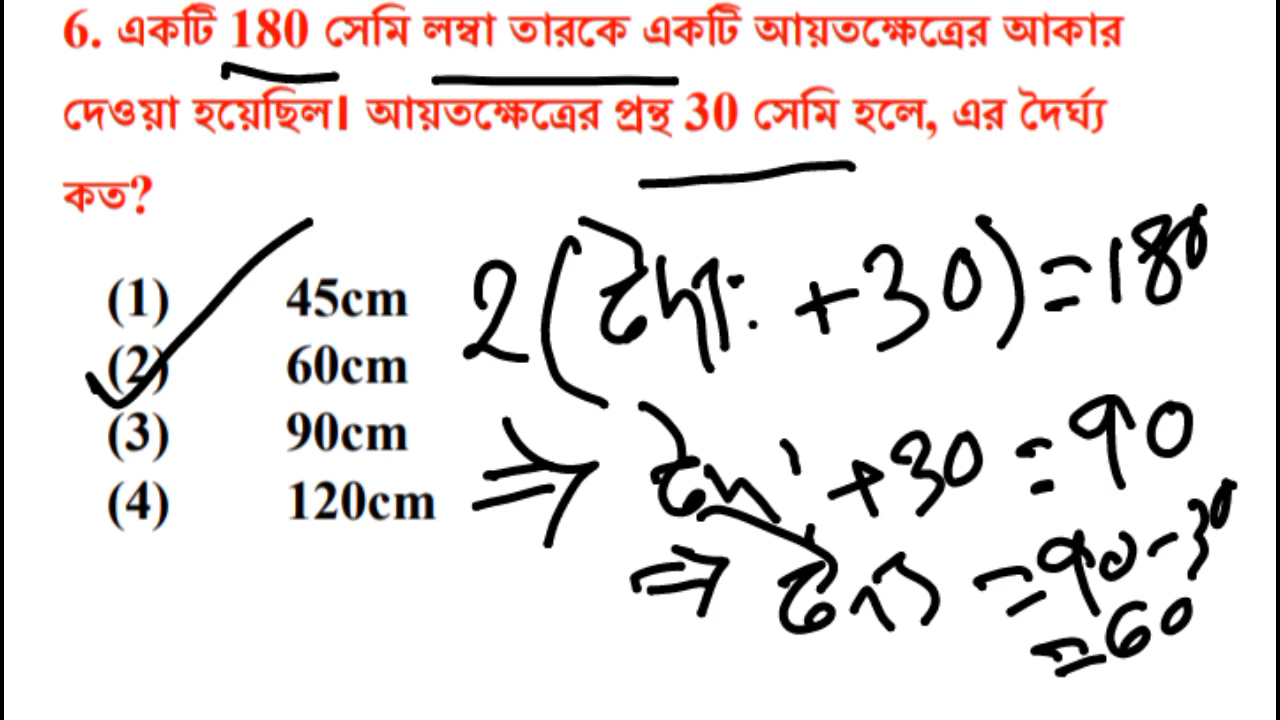 6. একটি 180 সেমি লম্বা তারকে একটি আয়তক্ষেত্রের আকার
দেওয়া হয়েছিল। আয়তক্ষেত্রের প্রন্থ 30 সেমি হলে, এর দৈর্ঘ্য
কত?
(1) 45cm
(2) 60cm
(3) 90cm
(4) 120cm
2( + 30) = 180
⇒ + 30 = 90
⇒ = 90 - 30
= 60